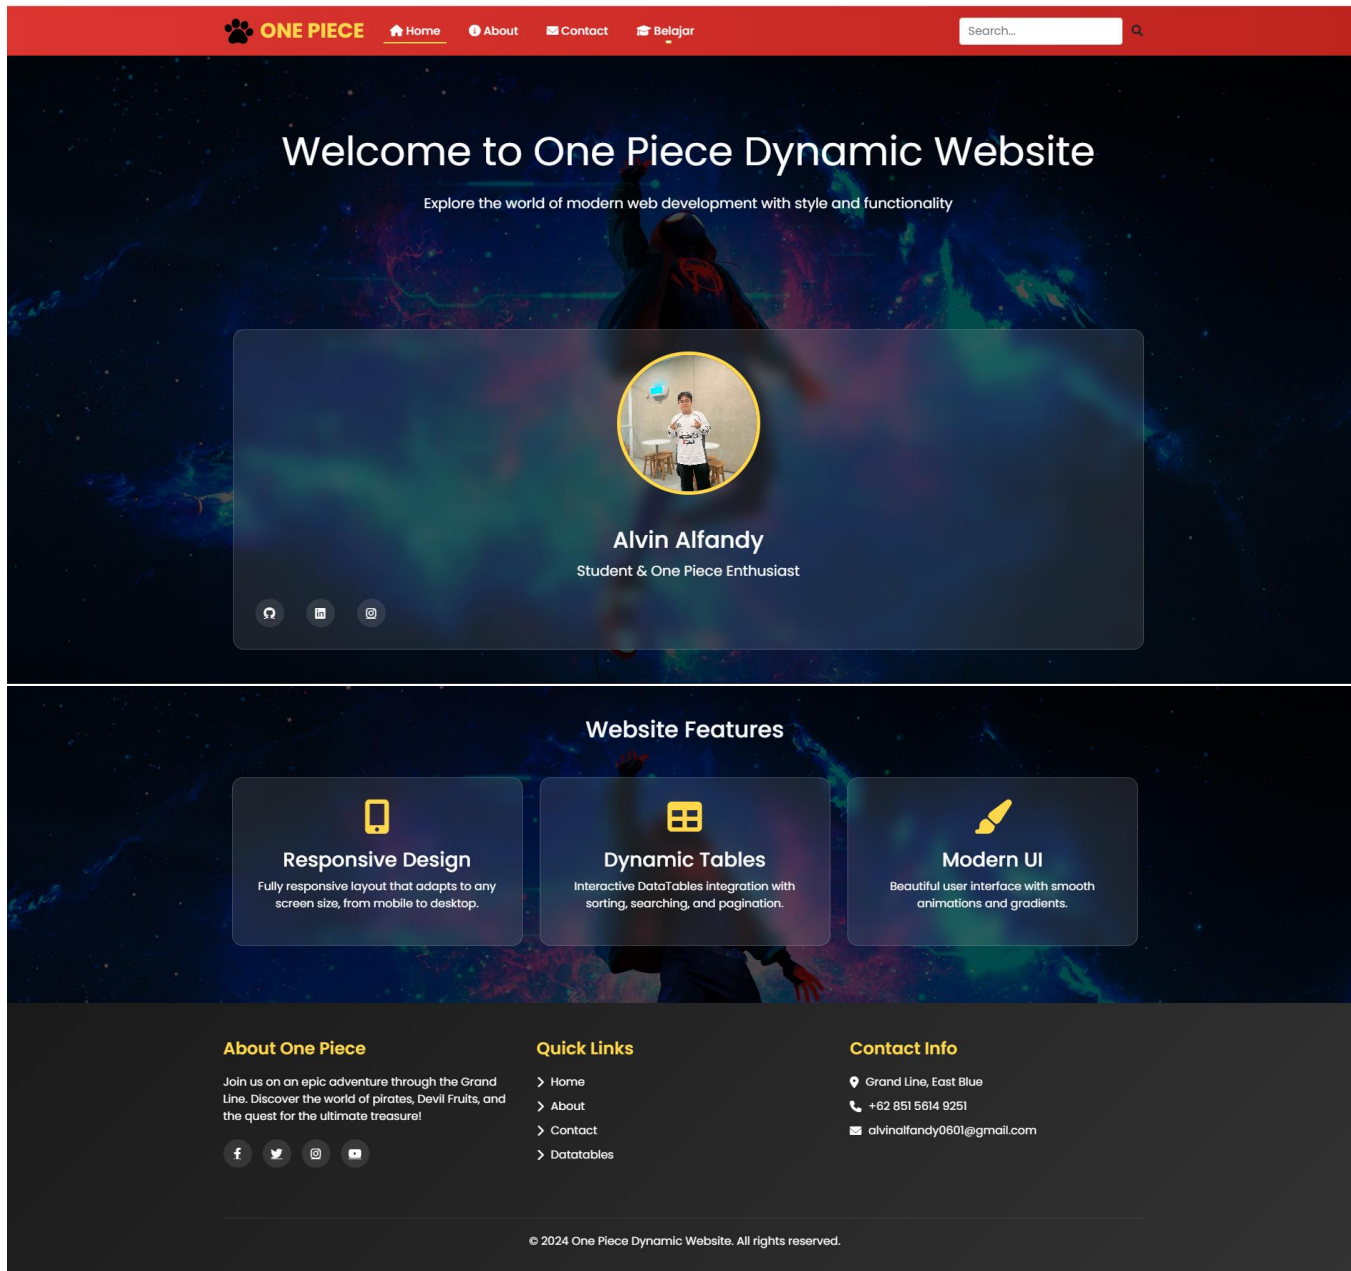 ONE PIECE
Home
About
Contact
Belajar
Search...
Welcome to One Piece Dynamic Website
Explore the world of modern web development with style and functionality
Alvin Alfandy
Student & One Piece Enthusiast
Website Features
Responsive Design
Fully responsive layout that adapts to any
screen size, from mobile to desktop.
Dynamic Tables
Interactive DataTables integration with
sorting, searching, and pagination.
Modern UI
Beautiful user interface with smooth
animations and gradients.
About One Piece
Join us on an epic adventure through the Grand
Line. Discover the world of pirates, Devil Fruits, and
the quest for the ultimate treasure!
Quick Links
Home
About
Contact
Datatables
Contact Info
Grand Line, East Blue
+62 851 5614 9251
alvinalfandy0601@gmail.com
© 2024 One Piece Dynamic Website. All rights reserved.